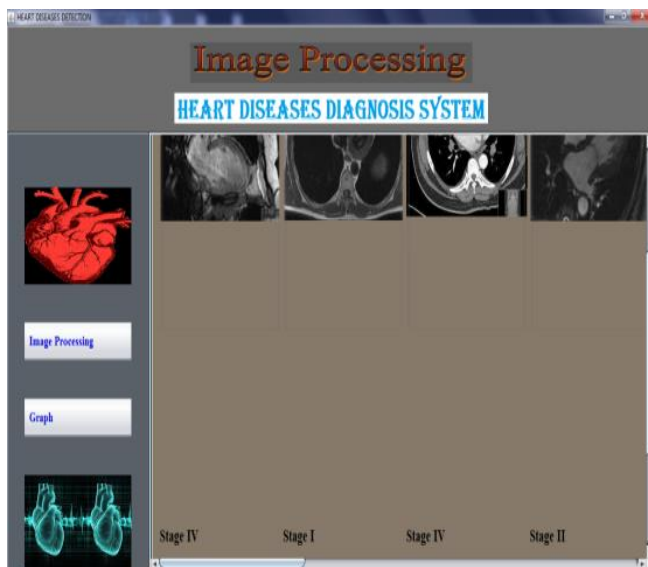 HEART DISEASES DETECTION
Image Processing
HEART DISEASES DIAGNOSIS SYSTEM
Image Processing
Graph
Stage IV Stage I Stage IV Stage II